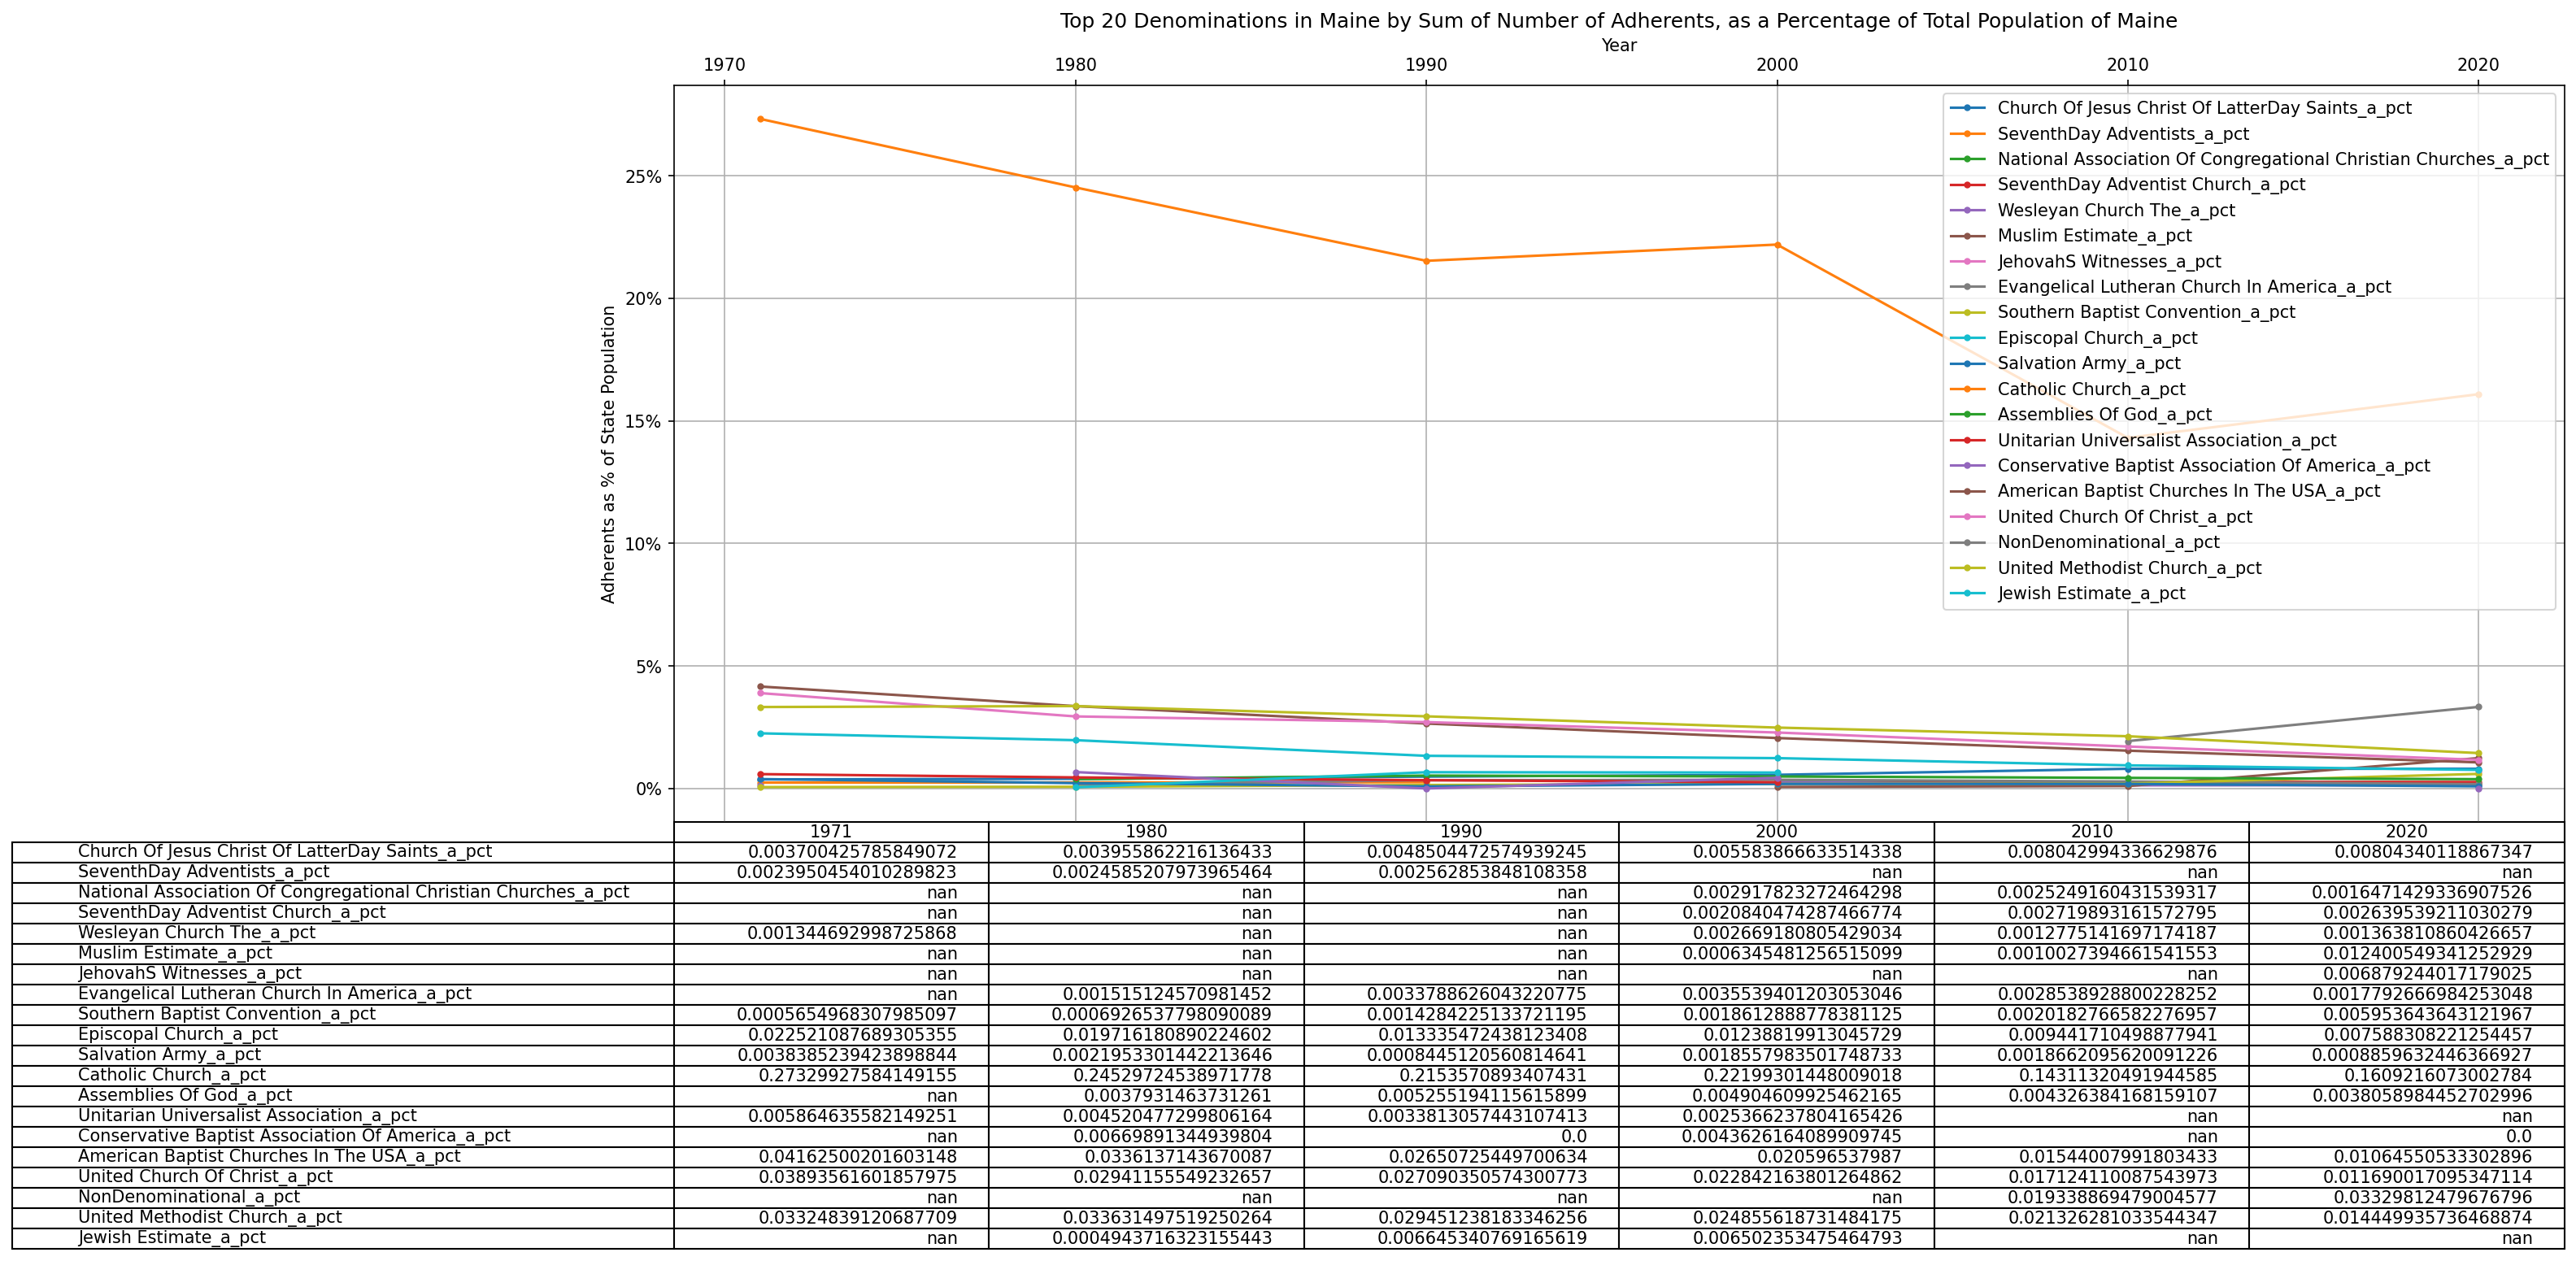 Top 20 Denominations in Maine by Sum of Number of Adherents, as a Percentage of Total Population of Maine
Year
1970 1980 1990 2000 2010 2020
Adherents as % of State Population
25%
20%
15%
10%
5%
0%
Church Of Jesus Christ Of LatterDay Saints_a_pct
SeventhDay Adventists_a_pct
National Association Of Congregational Christian Churches_a_pct
SeventhDay Adventist Church_a_pct
Wesleyan Church The_a_pct
Muslim Estimate_a_pct
JehovahS Witnesses_a_pct
Evangelical Lutheran Church In America_a_pct
Southern Baptist Convention_a_pct
Episcopal Church_a_pct
Salvation Army_a_pct
Catholic Church_a_pct
Assemblies Of God_a_pct
Unitarian Universalist Association_a_pct
Conservative Baptist Association Of America_a_pct
American Baptist Churches In The USA_a_pct
United Church Of Christ_a_pct
NonDenominational_a_pct
United Methodist Church_a_pct
Jewish Estimate_a_pct
1971 1980 1990 2000 2010 2020
Church Of Jesus Christ Of LatterDay Saints_a_pct 0.003700425785849072 0.003955862216136433 0.0048504472574939245 0.005583866633514338 0.008042994336629876 0.00804340118867347
SeventhDay Adventists_a_pct 0.0023950454010289823 0.0024585207973965464 0.002562853848108358 nan nan nan
National Association Of Congregational Christian Churches_a_pct nan nan nan 0.002917823272464298 0.0025249160431539317 0.0016471429336907526
SeventhDay Adventist Church_a_pct nan nan nan 0.0020840474287466774 0.002719893161572795 0.002639539211030279
Wesleyan Church The_a_pct 0.001344692998725868 nan nan 0.002669180805429034 0.0012775141697174187 0.001363810860426657
Muslim Estimate_a_pct nan nan nan 0.0006345481256515099 0.0010027394661541553 0.012400549341252929
JehovahS Witnesses_a_pct nan nan nan nan nan 0.006879244017179025
Evangelical Lutheran Church In America_a_pct nan 0.001515124570981452 0.0033788626043220775 0.00355394012030530​46 0.0028538928800228252 0.0017792666984253048
Southern Baptist Convention_a_pct 0.0005654968307985097 0.0006926537798090089 0.0014284225133721195 0.0018612888778381125 0.0020182766582276957 0.005953643643121967
Episcopal Church_a_pct 0.022521087689305355 0.019716180890224602 0.013335472438123408 0.01238819913045729 0.009441710498877941 0.007588308221254457
Salvation Army_a_pct 0.0038385239423898844 0.0021953301442213646 0.0008445120560814641 0.0018557983501748733 0.0018662095620091226 0.0008859632446366927
Catholic Church_a_pct 0.27329927584149155 0.24529724538971778 0.2153570893407431 0.22199301448009018 0.14311320491944585 0.1609216073002784
Assemblies Of God_a_pct nan 0.0037931463731261 0.005255194115615899 0.004904609925462165 0.004326384168159107 0.0038058984452702996
Unitarian Universalist Association_a_pct 0.005864635582149251 0.004520477299806164 0.0033813057443107413 0.0025366237804165426 nan nan
Conservative Baptist Association Of America_a_pct nan 0.00669891344939804 0.0 0.0043626164089909745 nan 0.0
American Baptist Churches In The USA_a_pct 0.04162500201603148 0.0336137143670087 0.02650725449700634 0.020596537987 0.01544007991803433 0.010645505333​02896
United Church Of Christ_a_pct 0.03893561601857975 0.02941155549232657 0.027090350574300773 0.022842163801264862 0.017124110087543973 0.011690017095347114
NonDenominational_a_pct nan nan nan nan 0.019338869479004577 0.03329812479676796
United Methodist Church_a_pct 0.03324839120687709 0.033631497519250264 0.029451238183346256 0.024855618731484175 0.021326281033544347 0.014449935736468874
Jewish Estimate_a_pct nan 0.00049437163231554​43 0.006645340769165619 0.006502353475464793 nan nan